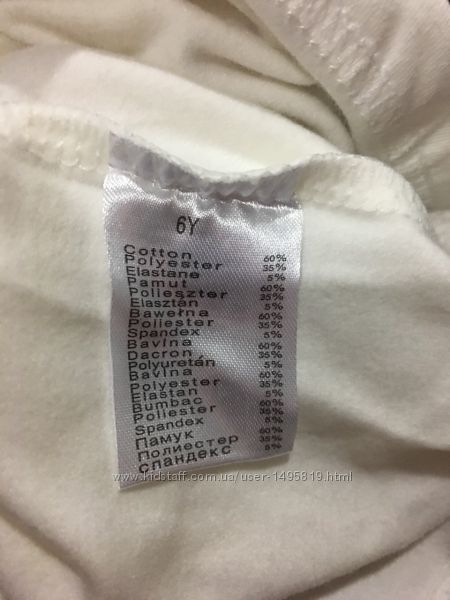 6Y
Cotton 60%
Polyester 35%
Elastane 5%
Pamut 60%
Polieszter 35%
Elasztán 5%
Bawełna 60%
Poliester 35%
Spandex 5%
Bavlna 60%
Dacron 35%
Polyuretán 5%
Bavlna 60%
Polyester 35%
Elastan 5%
Bumbac 60%
Poliester 35%
Spandex 5%
Памук 60%
Полиестер 35%
спандекс 5%
www.kidstaff.com.ua/user-1495819.html